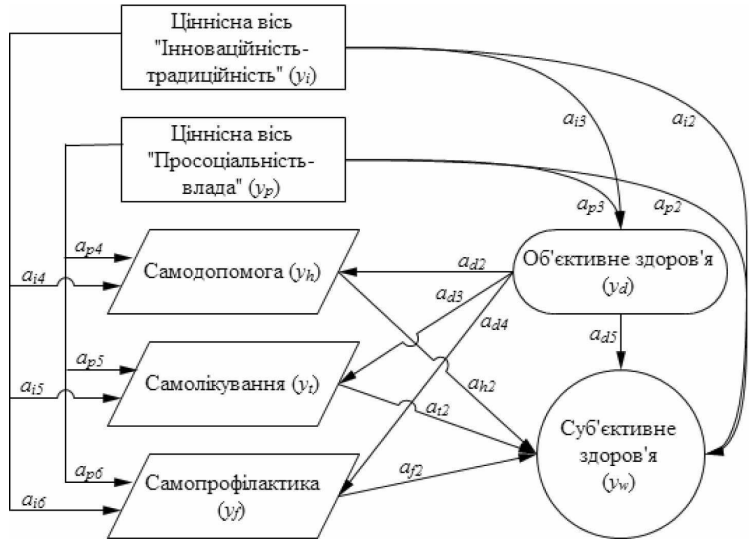 Ціннісна вісь
"Інноваційність-
традиційність" (yi)
ai3
ai2
Ціннісна вісь
"Просоціальність-
влада" (yp)
ap3
ap2
ap4
ai4
Самодопомога (yh)
ad2
ad3
ad4
Об'єктивне здоров'я
(yd)
ad5
ap5
ai5
Самолікування (yt)
ah2
at2
Суб'єктивне
здоров'я
(yw)
ap6
ai6
Самопрофілактика
(yf)
af2